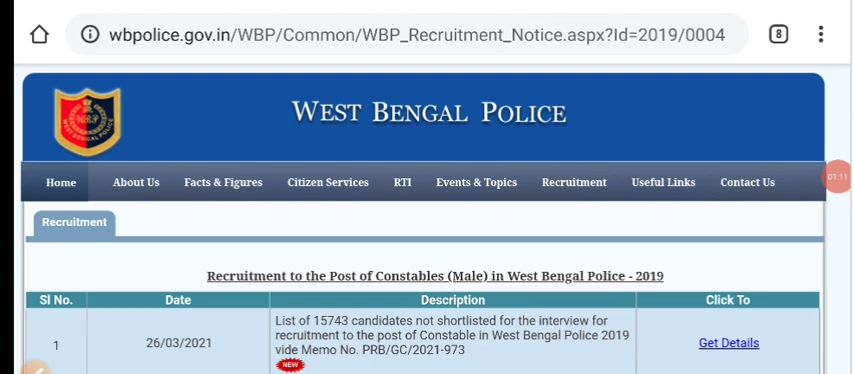 wbpolice.gov.in/WBP/Common/WBP_Recruitment_Notice.aspx?Id=2019/0004 8
WEST BENGAL POLICE
Home About Us Facts & Figures Citizen Services RTI Events & Topics Recruitment Useful Links Contact Us
01:11
Recruitment
Recruitment to the Post of Constables (Male) in West Bengal Police - 2019
Sl No. Date Description Click To
List of 15743 candidates not shortlisted for the interview for
1 26/03/2021 recruitment to the post of Constable in West Bengal Police 2019 Get Details
vide Memo No. PRB/GC/2021-973
NEW